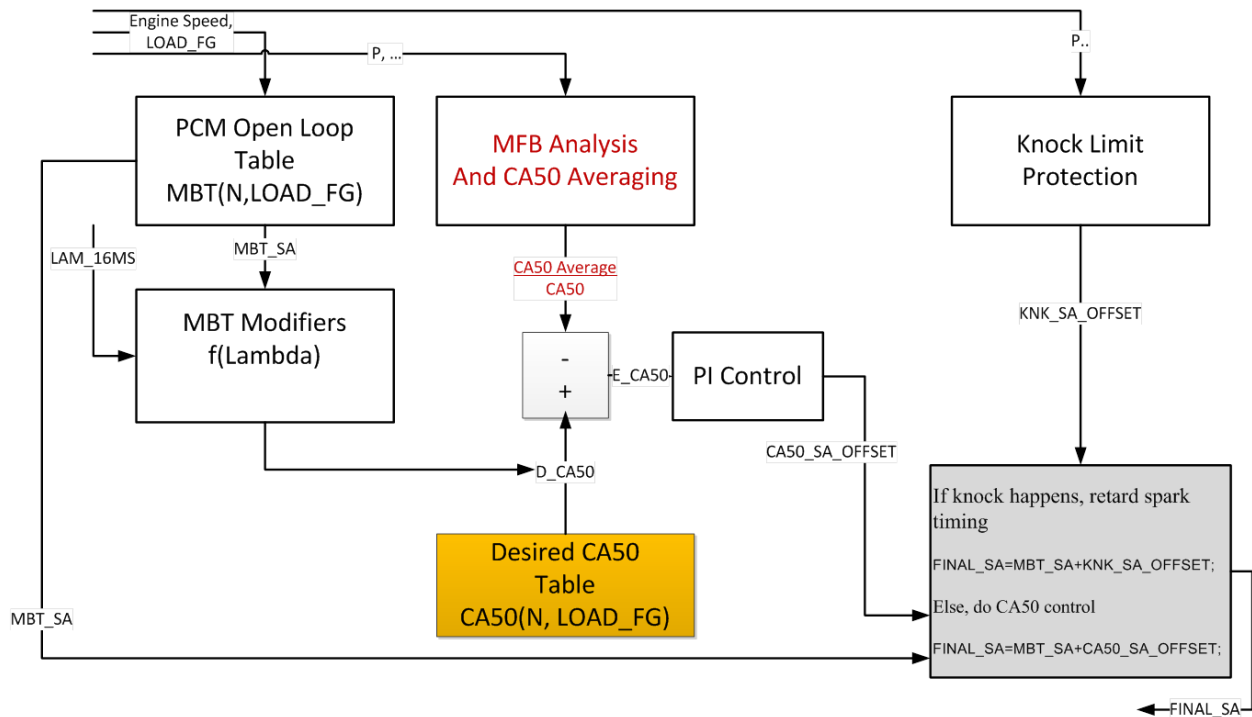 Engine Speed,
LOAD_FG
P, ...
P..
PCM Open Loop
Table
MBT(N,LOAD_FG)
MFB Analysis
And CA50 Averaging
Knock Limit
Protection
LAM_16MS
MBT_SA
CA50 Average
CA50
KNK_SA_OFFSET
MBT Modifiers
f(Lambda)
-
+
E_CA50
PI Control
CA50_SA_OFFSET
D_CA50
Desired CA50
Table
CA50(N, LOAD_FG)
MBT_SA
If knock happens, retard spark
timing
FINAL_SA=MBT_SA+KNK_SA_OFFSET;
Else, do CA50 control
FINAL_SA=MBT_SA+CA50_SA_OFFSET;
FINAL_SA